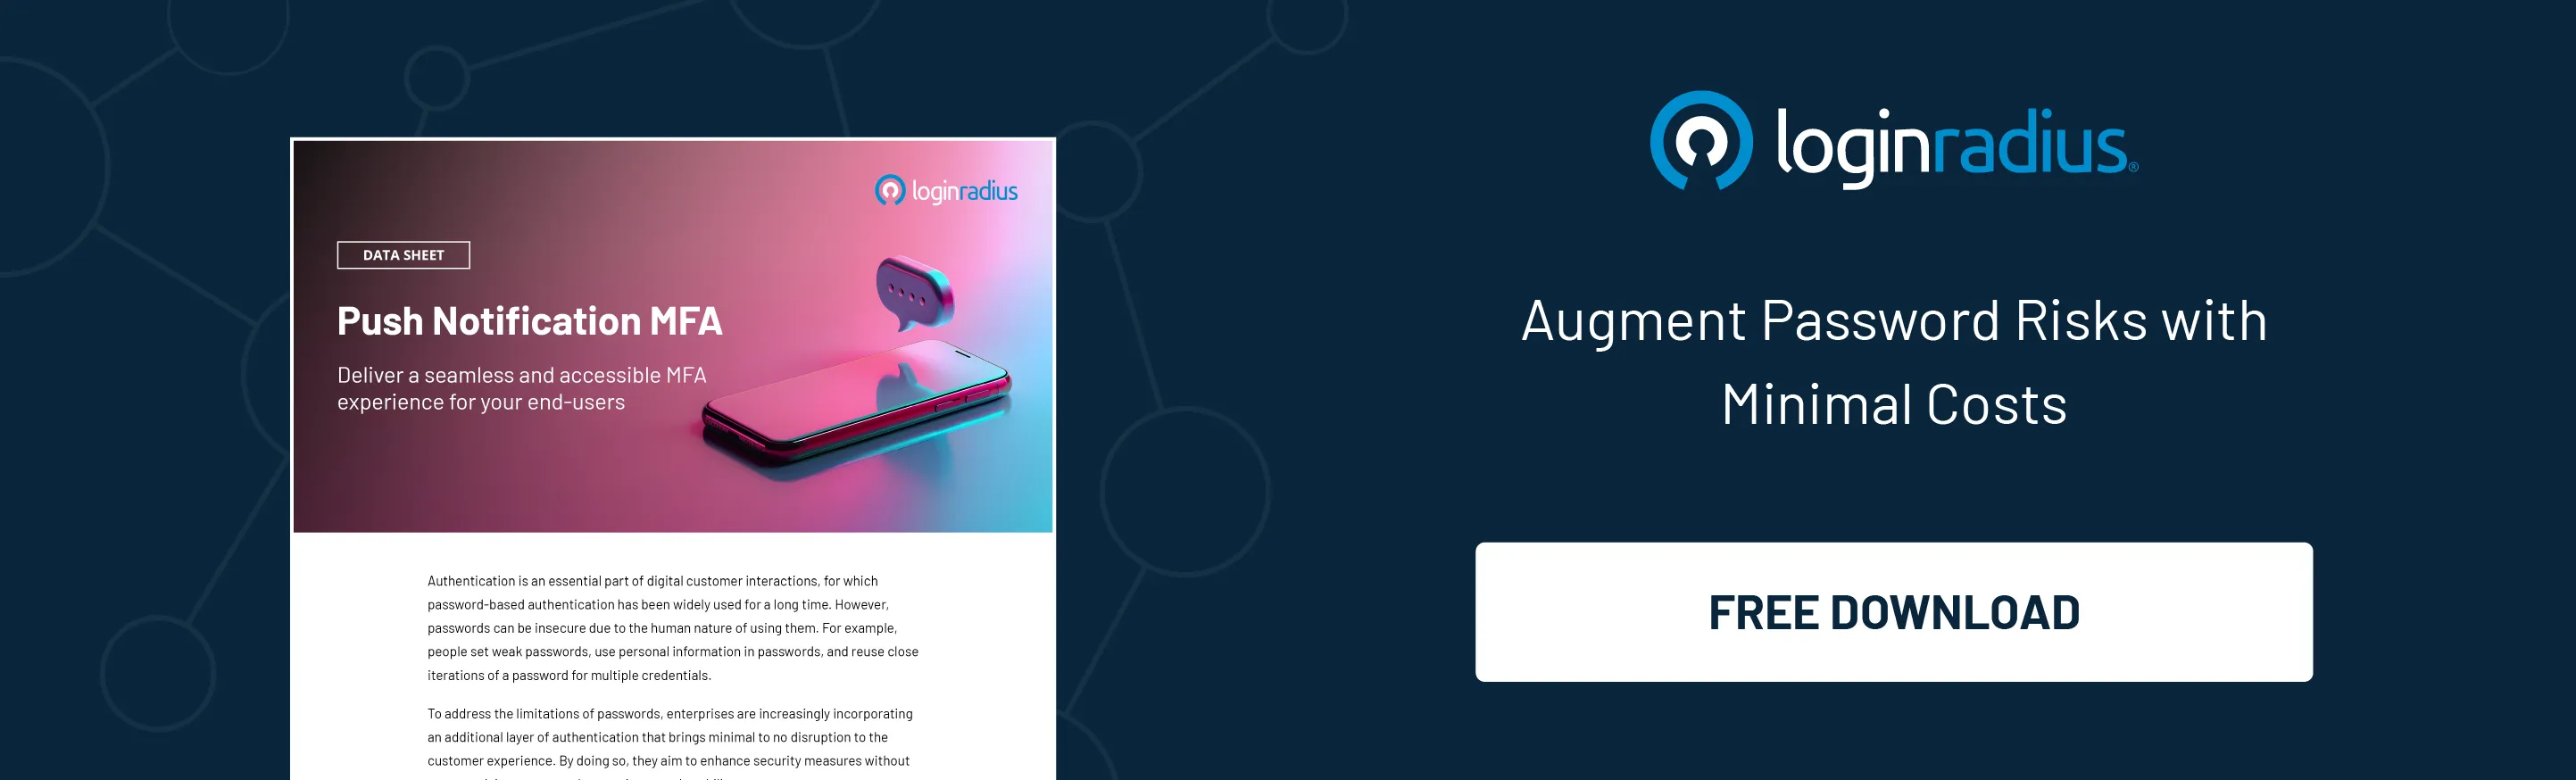 loginradius
DATA SHEET
Push Notification MFA
Deliver a seamless and accessible MFA
experience for your end-users
Authentication is an essential part of digital customer interactions, for which
password-based authentication has been widely used for a long time. However,
passwords can be insecure due to the human nature of using them. For example,
people set weak passwords, use personal information in passwords, and reuse close
iterations of a password for multiple credentials.
To address the limitations of passwords, enterprises are increasingly incorporating
an additional layer of authentication that brings minimal to no disruption to the
customer experience. By doing so, they aim to enhance security measures without
loginradius®
Augment Password Risks with
Minimal Costs
FREE DOWNLOAD